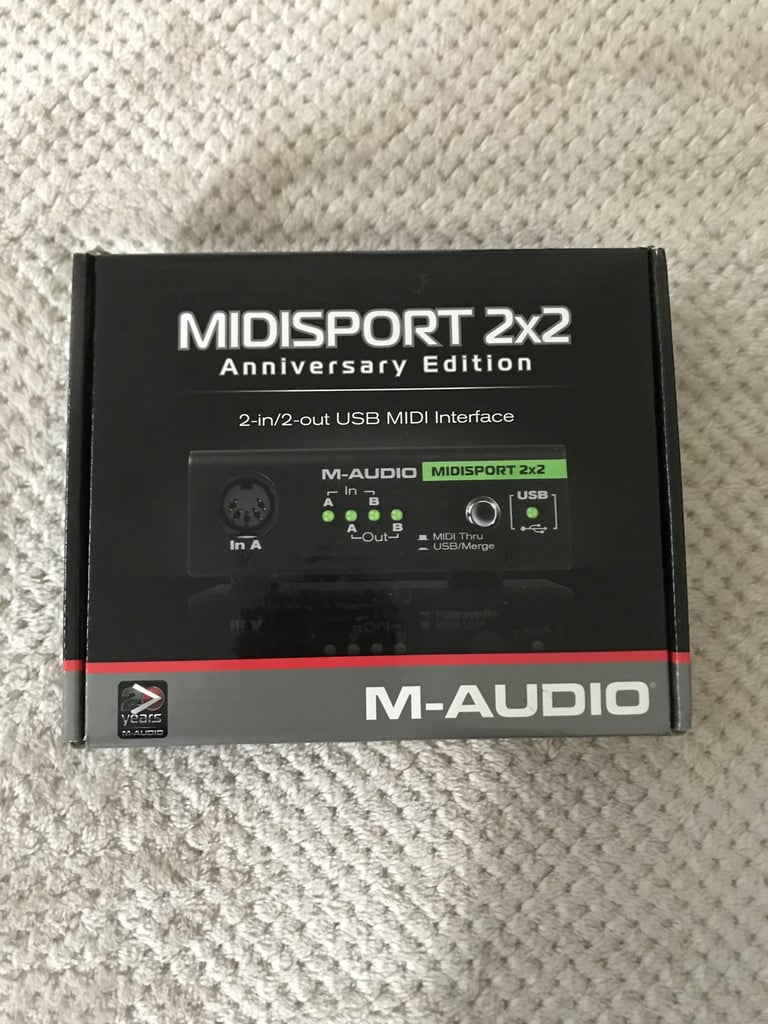 MIDISPORT 2x2
Anniversary Edition
2-in/2-out USB MIDI Interface
M-AUDIO MIDISPORT 2x2
In
A B
A B
Out
In A
MIDI Thru
USB/Merge
USB
20 years
M-AUDIO
M-AUDIO